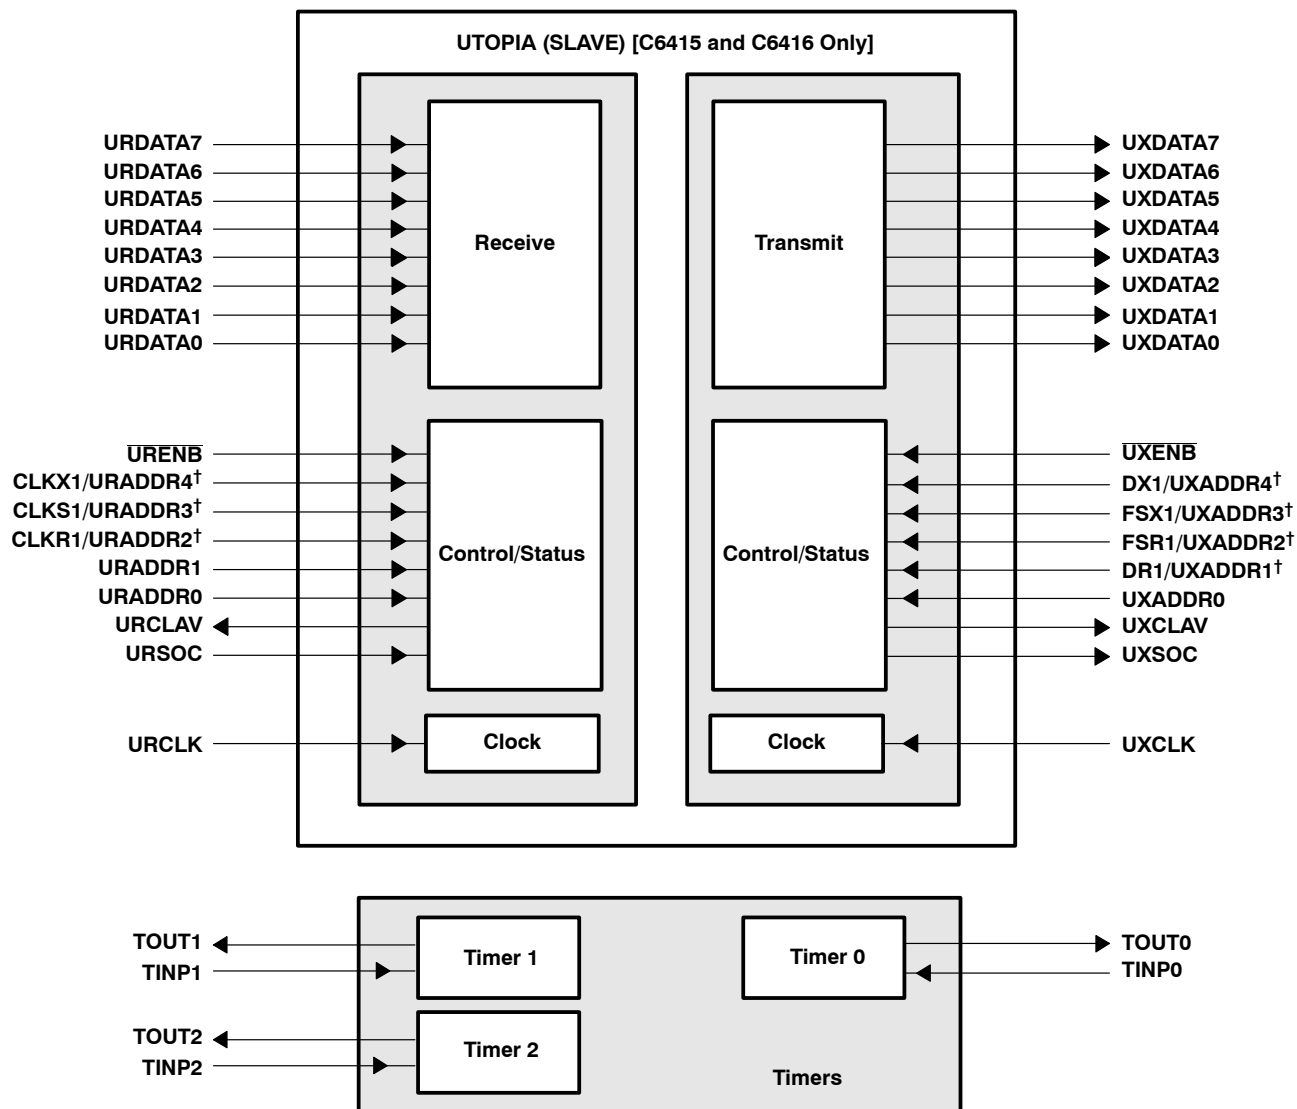 UTOPIA (SLAVE) [C6415 and C6416 Only]
URDATA7
URDATA6
URDATA5
URDATA4
URDATA3
URDATA2
URDATA1
URDATA0
Receive
Transmit
UXDATA7
UXDATA6
UXDATA5
UXDATA4
UXDATA3
UXDATA2
UXDATA1
UXDATA0
URENB
CLKX1/URADDR4†
CLKS1/URADDR3†
CLKR1/URADDR2†
URADDR1
URADDR0
URCLAV
URSOC
Control/Status
Control/Status
UXENB
DX1/UXADDR4†
FSX1/UXADDR3†
FSR1/UXADDR2†
DR1/UXADDR1†
UXADDR0
UXCLAV
UXSOC
URCLK
Clock
Clock
UXCLK
TOUT1
TINP1
Timer 1
Timer 0
TOUT0
TINP0
TOUT2
TINP2
Timer 2
Timers